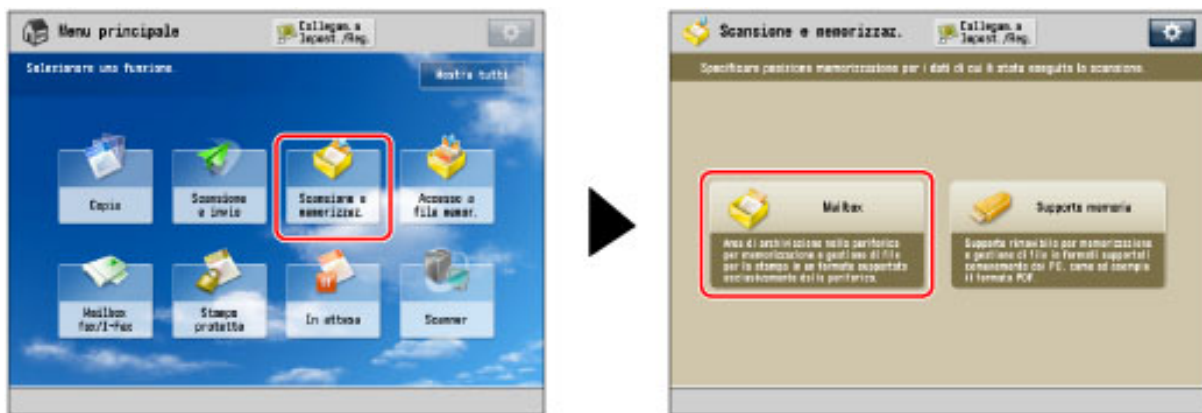 Menu principale
Collegam.a
Impost./Reg.
Selezionare una funzione.
Mostra tutti
Copia
Scansione
e invio
Scansione e
memorizzaz.
Accesso a
file memor.
Mailbox
fax/I-Fax
Stampa
protetta
In attesa
Scanner
Scansione e memorizzaz.
Collegam.a
Impost./Reg.
Specificare posizione memorizzazione per i dati di cui è stata eseguita la scansione.
Mailbox
Area di archiviazione nella periferica
per memorizzazione e gestione di file
per la stampa in un formato supportato
esclusivamente dalla periferica.
Supporto memoria
Supporto rimovibile per memorizzazione
e gestione di file in formati supportati
comunemente dai PC, come ad esempio
il formato PDF.